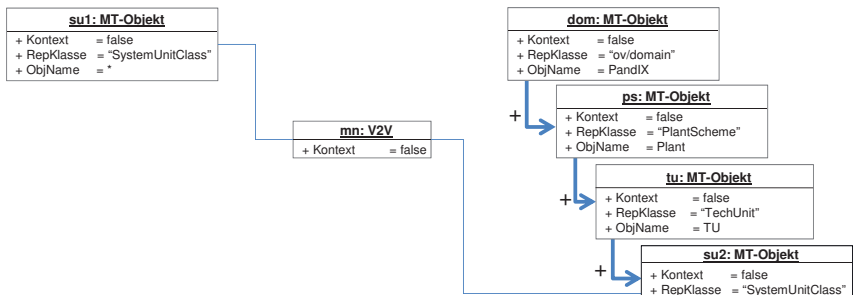 su1: MT-Objekt
+ Kontext = false
+ RepKlasse = “SystemUnitClass”
+ ObjName = *
dom: MT-Objekt
+ Kontext = false
+ RepKlasse = “ov/domain”
+ ObjName = PandIX
+
ps: MT-Objekt
+ Kontext = false
+ RepKlasse = “PlantScheme”
+ ObjName = Plant
mn: V2V
+ Kontext = false
+
tu: MT-Objekt
+ Kontext = false
+ RepKlasse = “TechUnit”
+ ObjName = TU
+
su2: MT-Objekt
+ Kontext = false
+ RepKlasse = “SystemUnitClass”